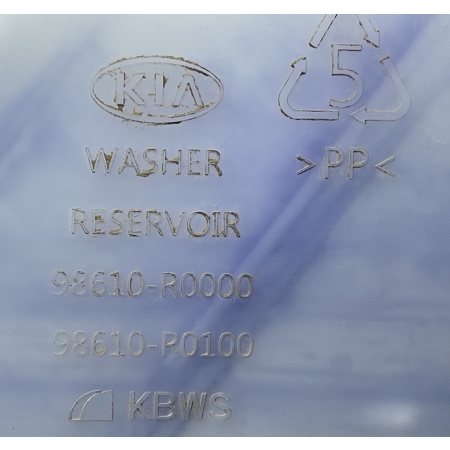 KIA
5
WASHER
>PP<
RESERVOIR
98610-R0000
98610-R0100
KBWS